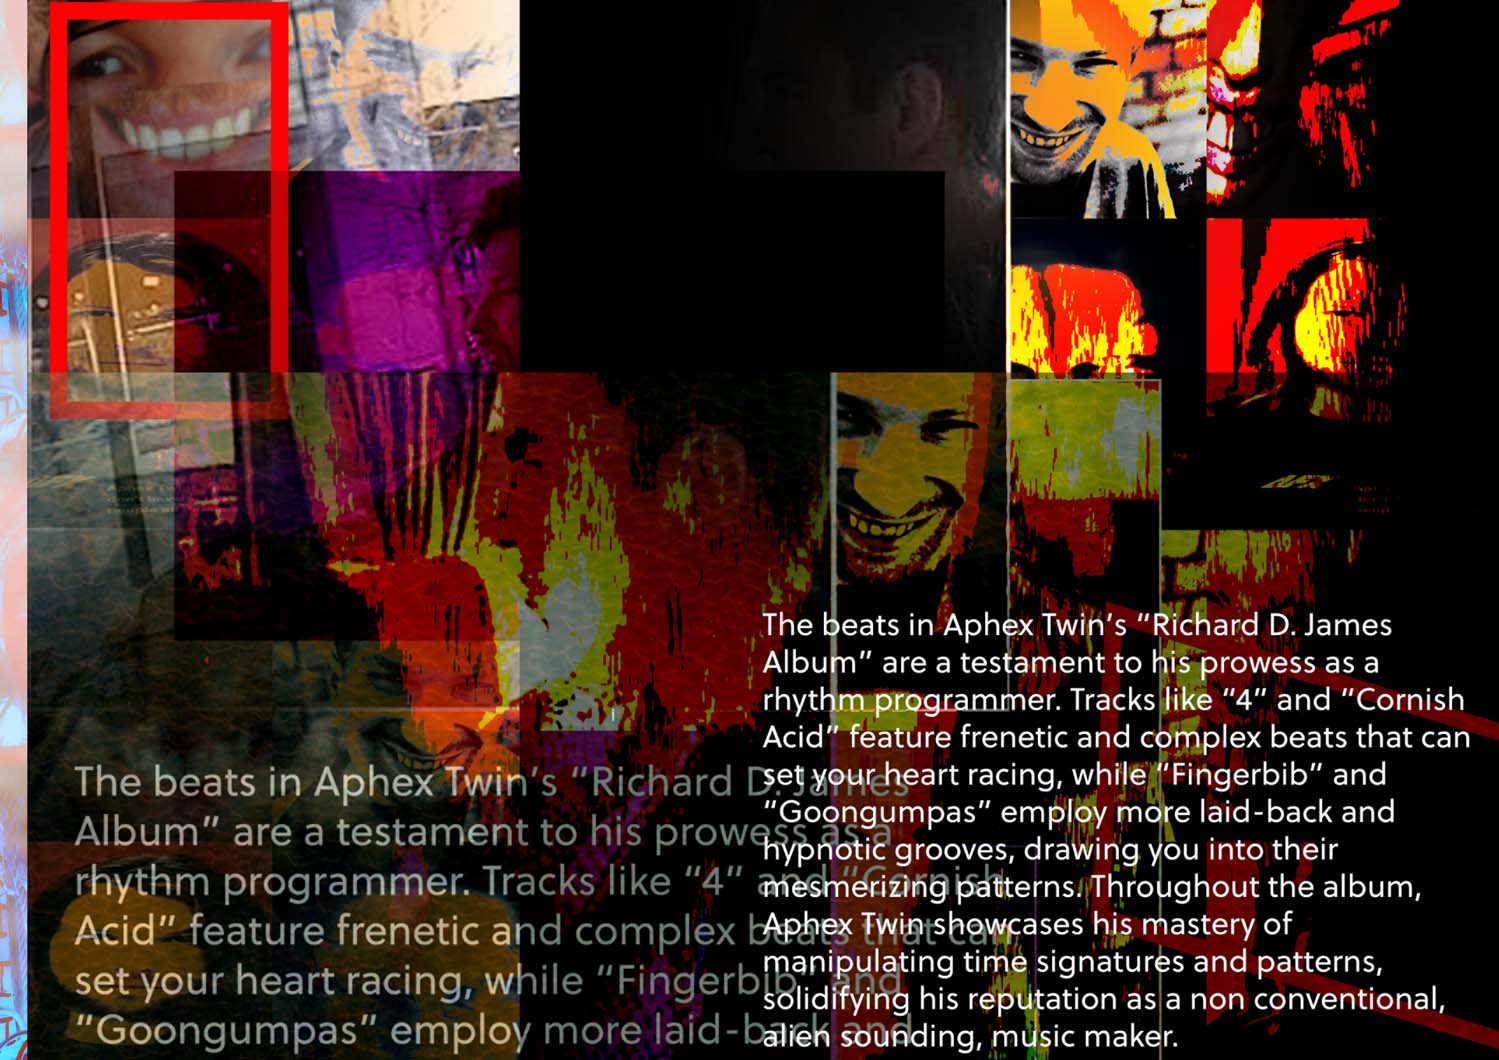 The beats in Aphex Twin’s “Richard D. James
Album” are a testament to his prowess as a
rhythm programmer. Tracks like “4” and “Cornish
Acid” feature frenetic and complex beats that can
set your heart racing, while “Fingerbib” and
“Goongumpas” employ more laid-back and
hypnotic grooves, drawing you into their
mesmerizing patterns. Throughout the album,
Aphex Twin showcases his mastery of
manipulating time signatures and patterns,
solidifying his reputation as a non conventional,
alien sounding, music maker.
The beats in Aphex Twin’s “Richard D. James
Album” are a testament to his prowess as a
rhythm programmer. Tracks like “4” and “Cornish
Acid” feature frenetic and complex beats that can
set your heart racing, while “Fingerbib” and
“Goongumpas” employ more laid-back and